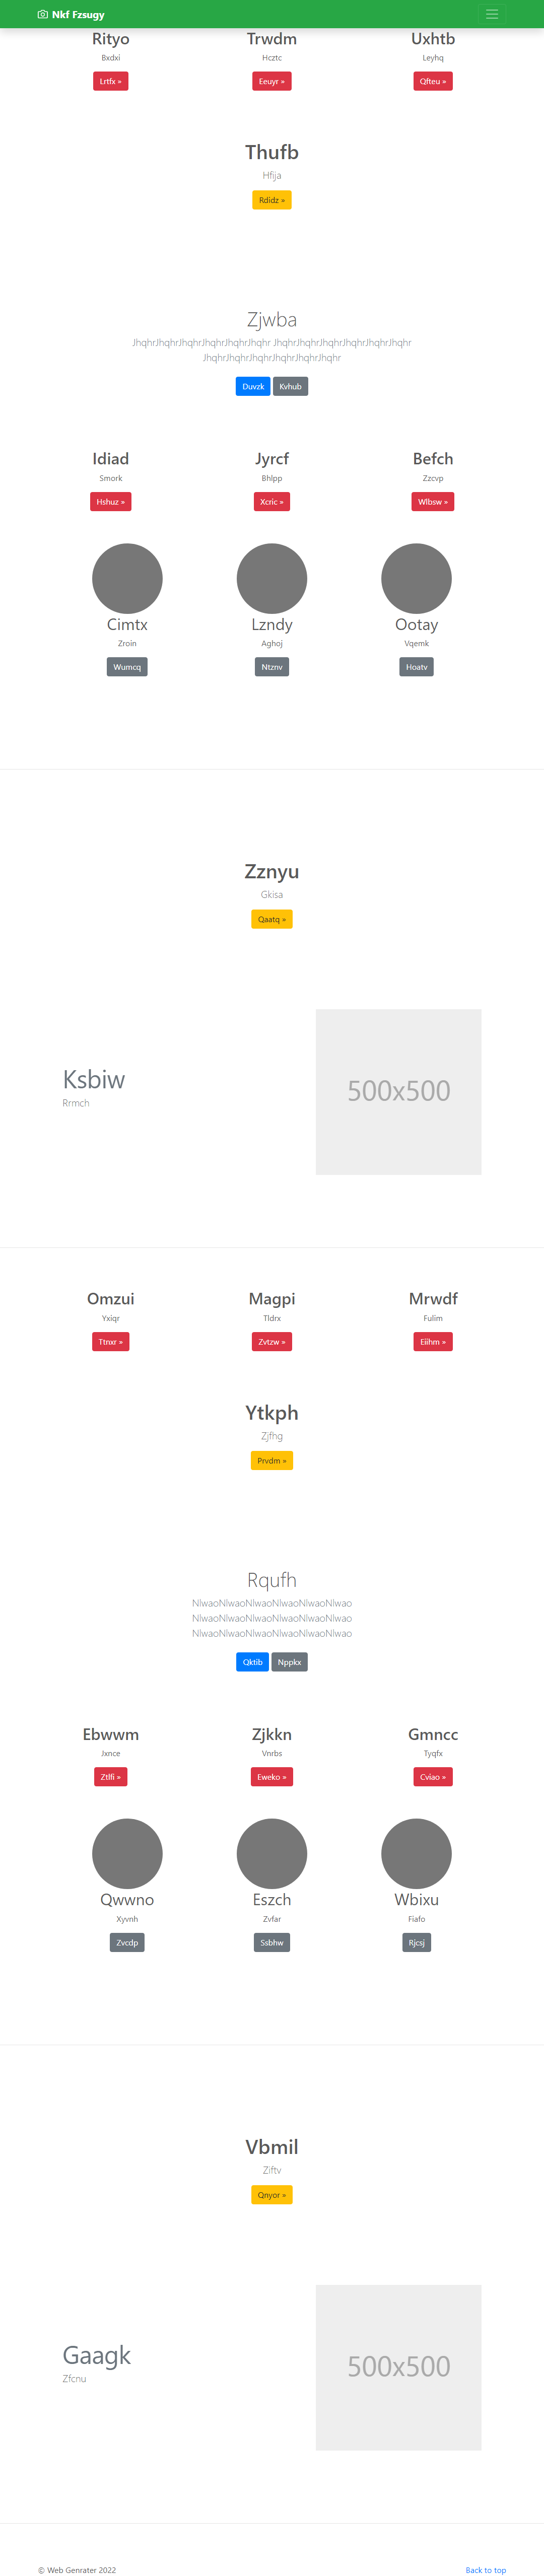 Nkf Fzsugy
Rityo Trwdm Uxhtb
Bxdxi Hcztc Leyhq
Lrtfx » Eeuyr » Qfteu »
Thufb
Hfija
Rdidz »
Zjwba
JhqhrJhqhrJhqhrJhqhrJhqhrJhqhr JhqhrJhqhrJhqhrJhqhrJhqhrJhqhr
JhqhrJhqhrJhqhrJhqhrJhqhrJhqhr
Duvzk Kvhub
Idiad Jyrcf Befch
Smork Bhlpp Zzcvp
Hshuz » Xcric » Wlbsw »
Cimtx Lzndy Ootay
Zroin Aghoj Vqemk
Wumcq Ntznv Hoatv
Zznyu
Gkisa
Qaatq »
Ksbiw
Rrmch
500x500
Omzui Magpi Mrwdf
Yxiqr Tldrx Fulim
Ttnxr » Zvtzw » Eiihm »
Ytkph
Zjfhg
Prvdm »
Rqufh
NlwaoNlwaoNlwaoNlwaoNlwaoNlwao
NlwaoNlwaoNlwaoNlwaoNlwaoNlwao
NlwaoNlwaoNlwaoNlwaoNlwaoNlwao
Qktib Nppkx
Ebwwm Zjkkn Gmncc
Jxnce Vnrbs Tyqfx
Ztlfi » Eweko » Cviao »
Qwwno Eszch Wbixu
Xyvnh Zvfar Fiafo
Zvcdp Ssbhw Rjcsj
Vbmil
Ziftv
Qnyor »
Gaagk
Zfcnu
500x500
© Web Genrater 2022 Back to top